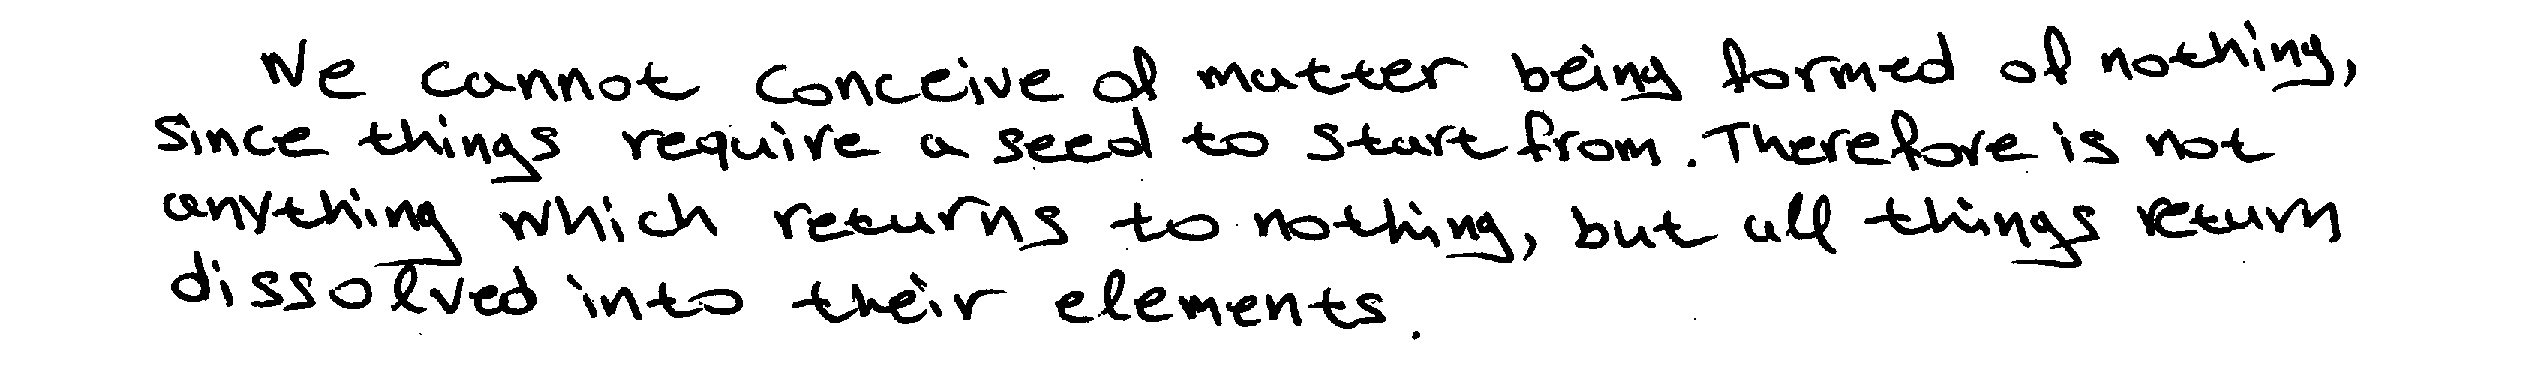 We cannot conceive of matter being formed of nothing,
since things require a seed to start from. Therefore is not
anything which returns to nothing, but all things return
dissolved into their elements.